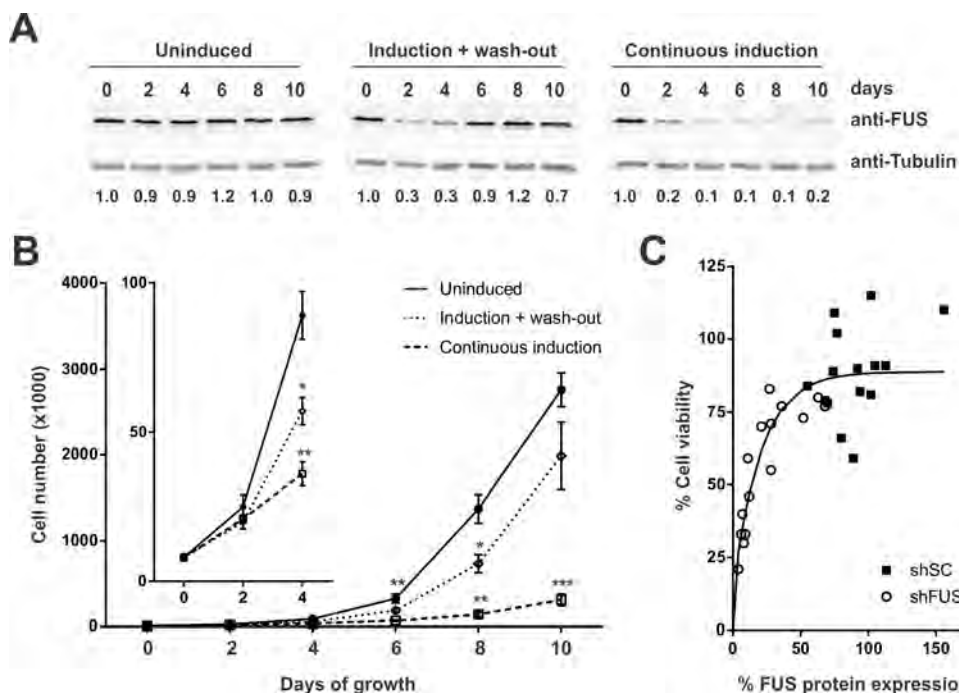 A
Uninduced
Induction + wash-out
Continuous induction
0 2 4 6 8 10
0 2 4 6 8 10
0 2 4 6 8 10
days
anti-FUS
anti-Tubulin
1.0 0.9 0.9 1.2 1.0 0.9
1.0 0.3 0.3 0.9 1.2 0.7
1.0 0.2 0.1 0.1 0.1 0.2
B
Cell number (x1000)
4000
3000
2000
1000
0
100
50
0
0 2 4
*
**
Uninduced
Induction + wash-out
Continuous induction
**
*
**
***
0 2 4 6 8 10
Days of growth
C
% Cell viability
125
100
75
50
25
0
shSC
shFUS
0 50 100 150
% FUS protein expressio